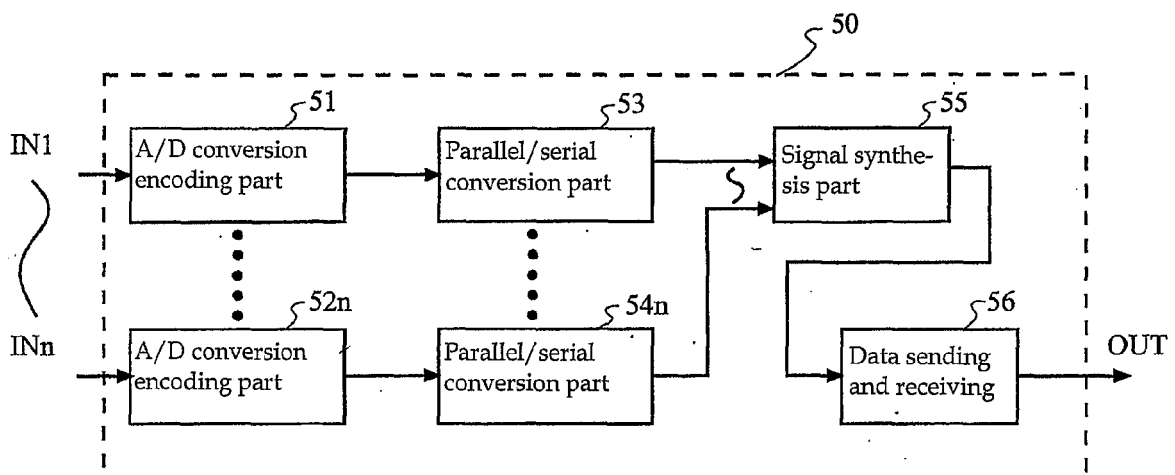 50
51
53
55
IN1
A/D conversion
encoding part
Parallel/serial
conversion part
Signal synthe-
sis part
52n
54n
56
INn
A/D conversion
encoding part
Parallel/serial
conversion part
Data sending
and receiving
OUT